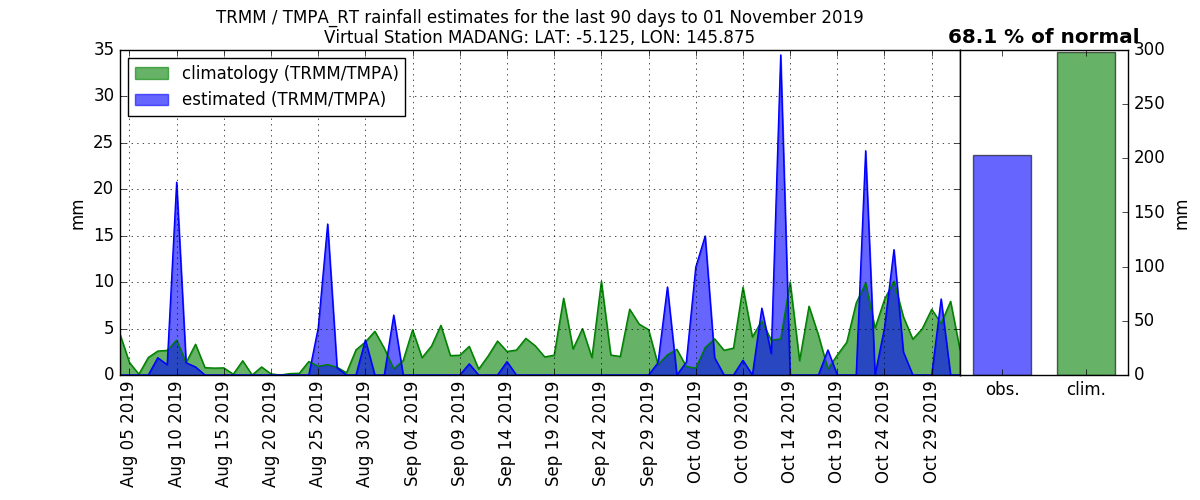 TRMM / TMPA_RT rainfall estimates for the last 90 days to 01 November 2019
Virtual Station MADANG: LAT: -5.125, LON: 145.875
68.1 % of normal
climatology (TRMM/TMPA)
estimated (TRMM/TMPA)
mm
35
30
25
20
15
10
5
0
Aug 05 2019
Aug 10 2019
Aug 15 2019
Aug 20 2019
Aug 25 2019
Aug 30 2019
Sep 04 2019
Sep 09 2019
Sep 14 2019
Sep 19 2019
Sep 24 2019
Sep 29 2019
Oct 04 2019
Oct 09 2019
Oct 14 2019
Oct 19 2019
Oct 24 2019
Oct 29 2019
obs.
clim.
300
250
200
150
100
50
0
mm